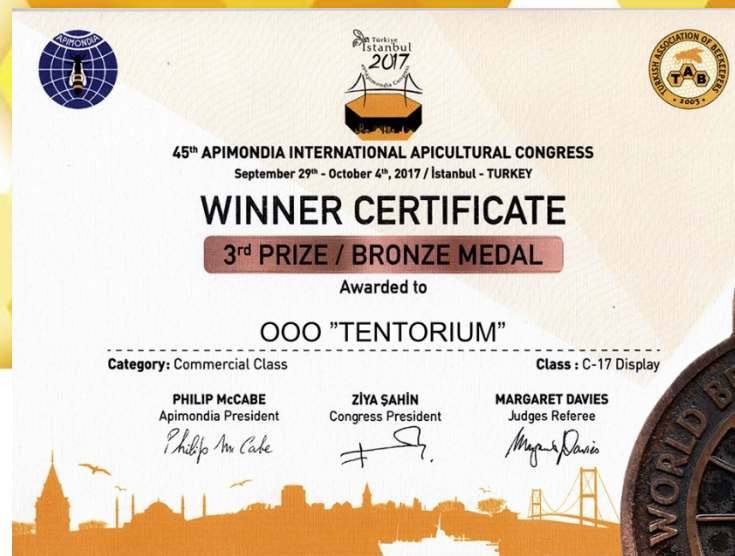 APIMONDIA
Türkiye
İstanbul
2017
Apimondia Congress
TURKISH ASSOCIATION OF BEEKEEPERS
TAB
• 2003 •
45th APIMONDIA INTERNATIONAL APICULTURAL CONGRESS
September 29th - October 4th, 2017 / İstanbul - TURKEY
WINNER CERTIFICATE
3rd PRIZE / BRONZE MEDAL
Awarded to
OOO "TENTORIUM"
Category: Commercial Class
Class : C-17 Display
PHILIP McCABE
Apimondia President
Philip McCabe
ZİYA ŞAHİN
Congress President
MARGARET DAVIES
Judges Referee
Margaret Davies
WORLD BE